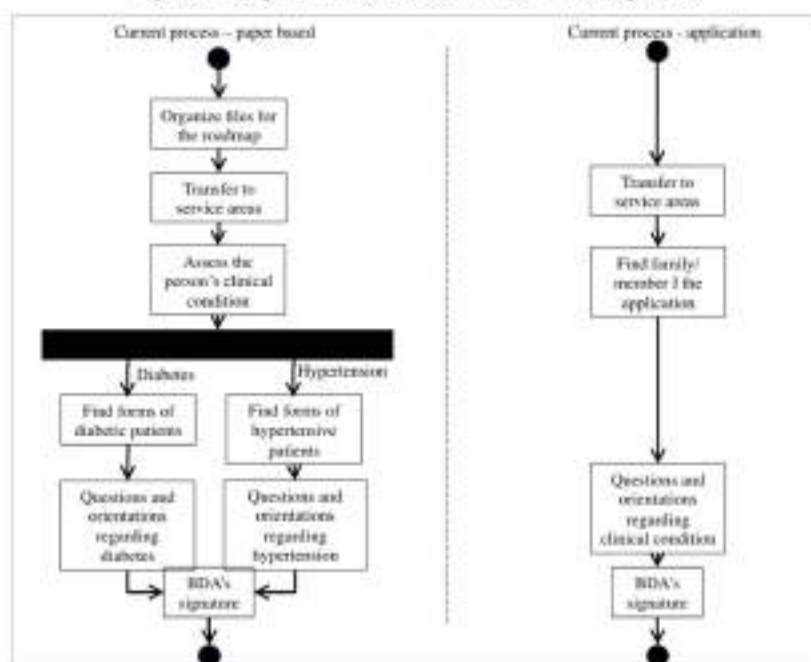 Current process – paper based
Organize files for
the roadmap
Transfer to
service areas
Assess the
person's clinical
condition
Diabetes
Hypertension
Find forms of
diabetic patients
Find forms of
hypertensive
patients
Questions and
orientations
regarding
diabetes
Questions and
orientations
regarding
hypertension
BDA's
signature
Current process - application
Transfer to
service areas
Find family/
member I the
application
Questions and
orientations
regarding
clinical condition
BDA's
signature